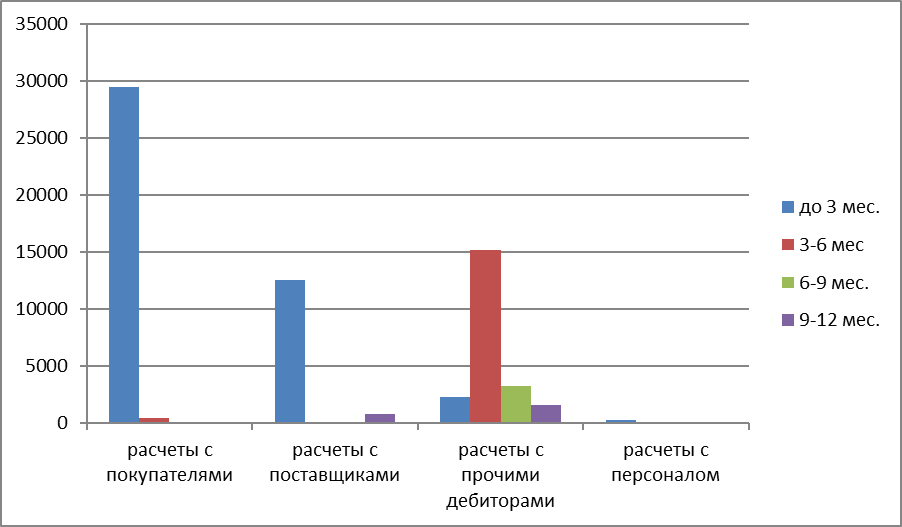 35000
30000
25000
20000
15000
10000
5000
0
расчеты с
покупателями
расчеты с
поставщиками
расчеты с
прочими
дебиторами
расчеты с
персоналом
до 3 мес.
3-6 мес
6-9 мес.
9-12 мес.